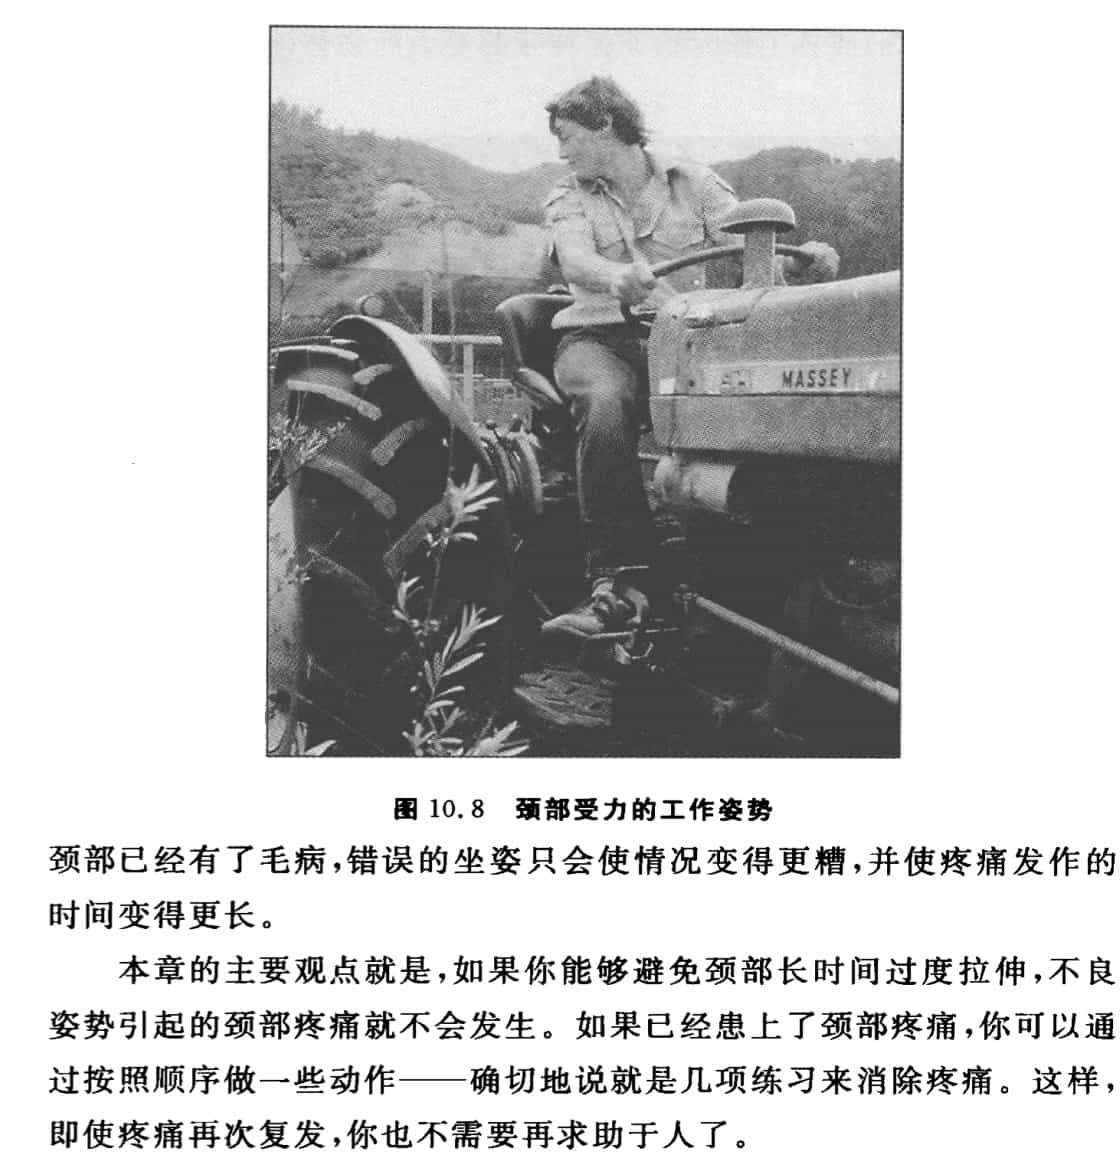 MASSEY
图 10.8 颈部受力的工作姿势
颈部已经有了毛病,错误的坐姿只会使情况变得更糟,并使疼痛发作的
时间变得更长。
本章的主要观点就是,如果你能够避免颈部长时间过度拉伸,不良
姿势引起的颈部疼痛就不会发生。如果已经患上了颈部疼痛,你可以通
过按照顺序做一些动作——确切地说就是几项练习来消除疼痛。这样,
即使疼痛再次复发,你也不需要再求助于人了。